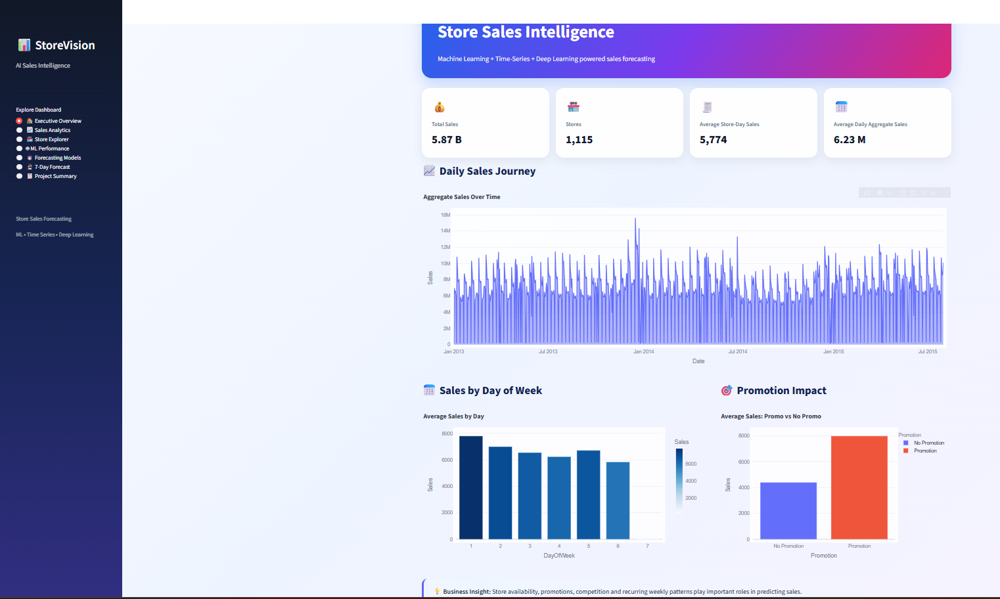 StoreVision
AI Sales Intelligence
Explore Dashboard
Executive Overview
Sales Analytics
Store Explorer
ML Performance
Forecasting Models
7-Day Forecast
Project Summary
Store Sales Forecasting
ML • Time Series • Deep Learning
Store Sales Intelligence
Machine Learning + Time-Series + Deep Learning powered sales forecasting
Total Sales
5.87 B
Stores
1,115
Average Store-Day Sales
5,774
Average Daily Aggregate Sales
6.23 M
Daily Sales Journey
Aggregate Sales Over Time
Sales
16M
14M
12M
10M
8M
6M
4M
2M
0
Jan 2013 Jul 2013 Jan 2014 Jul 2014 Jan 2015 Jul 2015
Date
Sales by Day of Week
Average Sales by Day
Sales
8000
6000
4000
2000
0
1 2 3 4 5 6 7
DayOfWeek
Sales
6000
4000
2000
Promotion Impact
Average Sales: Promo vs No Promo
Sales
8000
6000
4000
2000
0
No Promotion Promotion
Promotion
Promotion
No Promotion
Promotion
Business Insight: Store availability, promotions, competition and recurring weekly patterns play important roles in predicting sales.